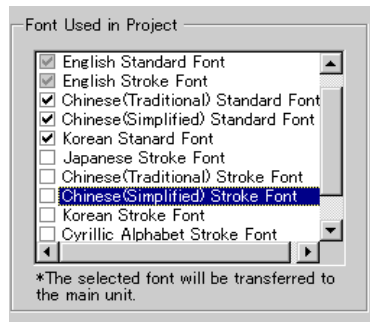 Font Used in Project
English Standard Font
English Stroke Font
Chinese(Traditional) Standard Font
Chinese(Simplified) Standard Font
Korean Stanard Font
Japanese Stroke Font
Chinese(Traditional) Stroke Font
Chinese(Simplified) Stroke Font
Korean Stroke Font
Cyrillic Alphabet Stroke Font
*The selected font will be transferred to
the main unit.